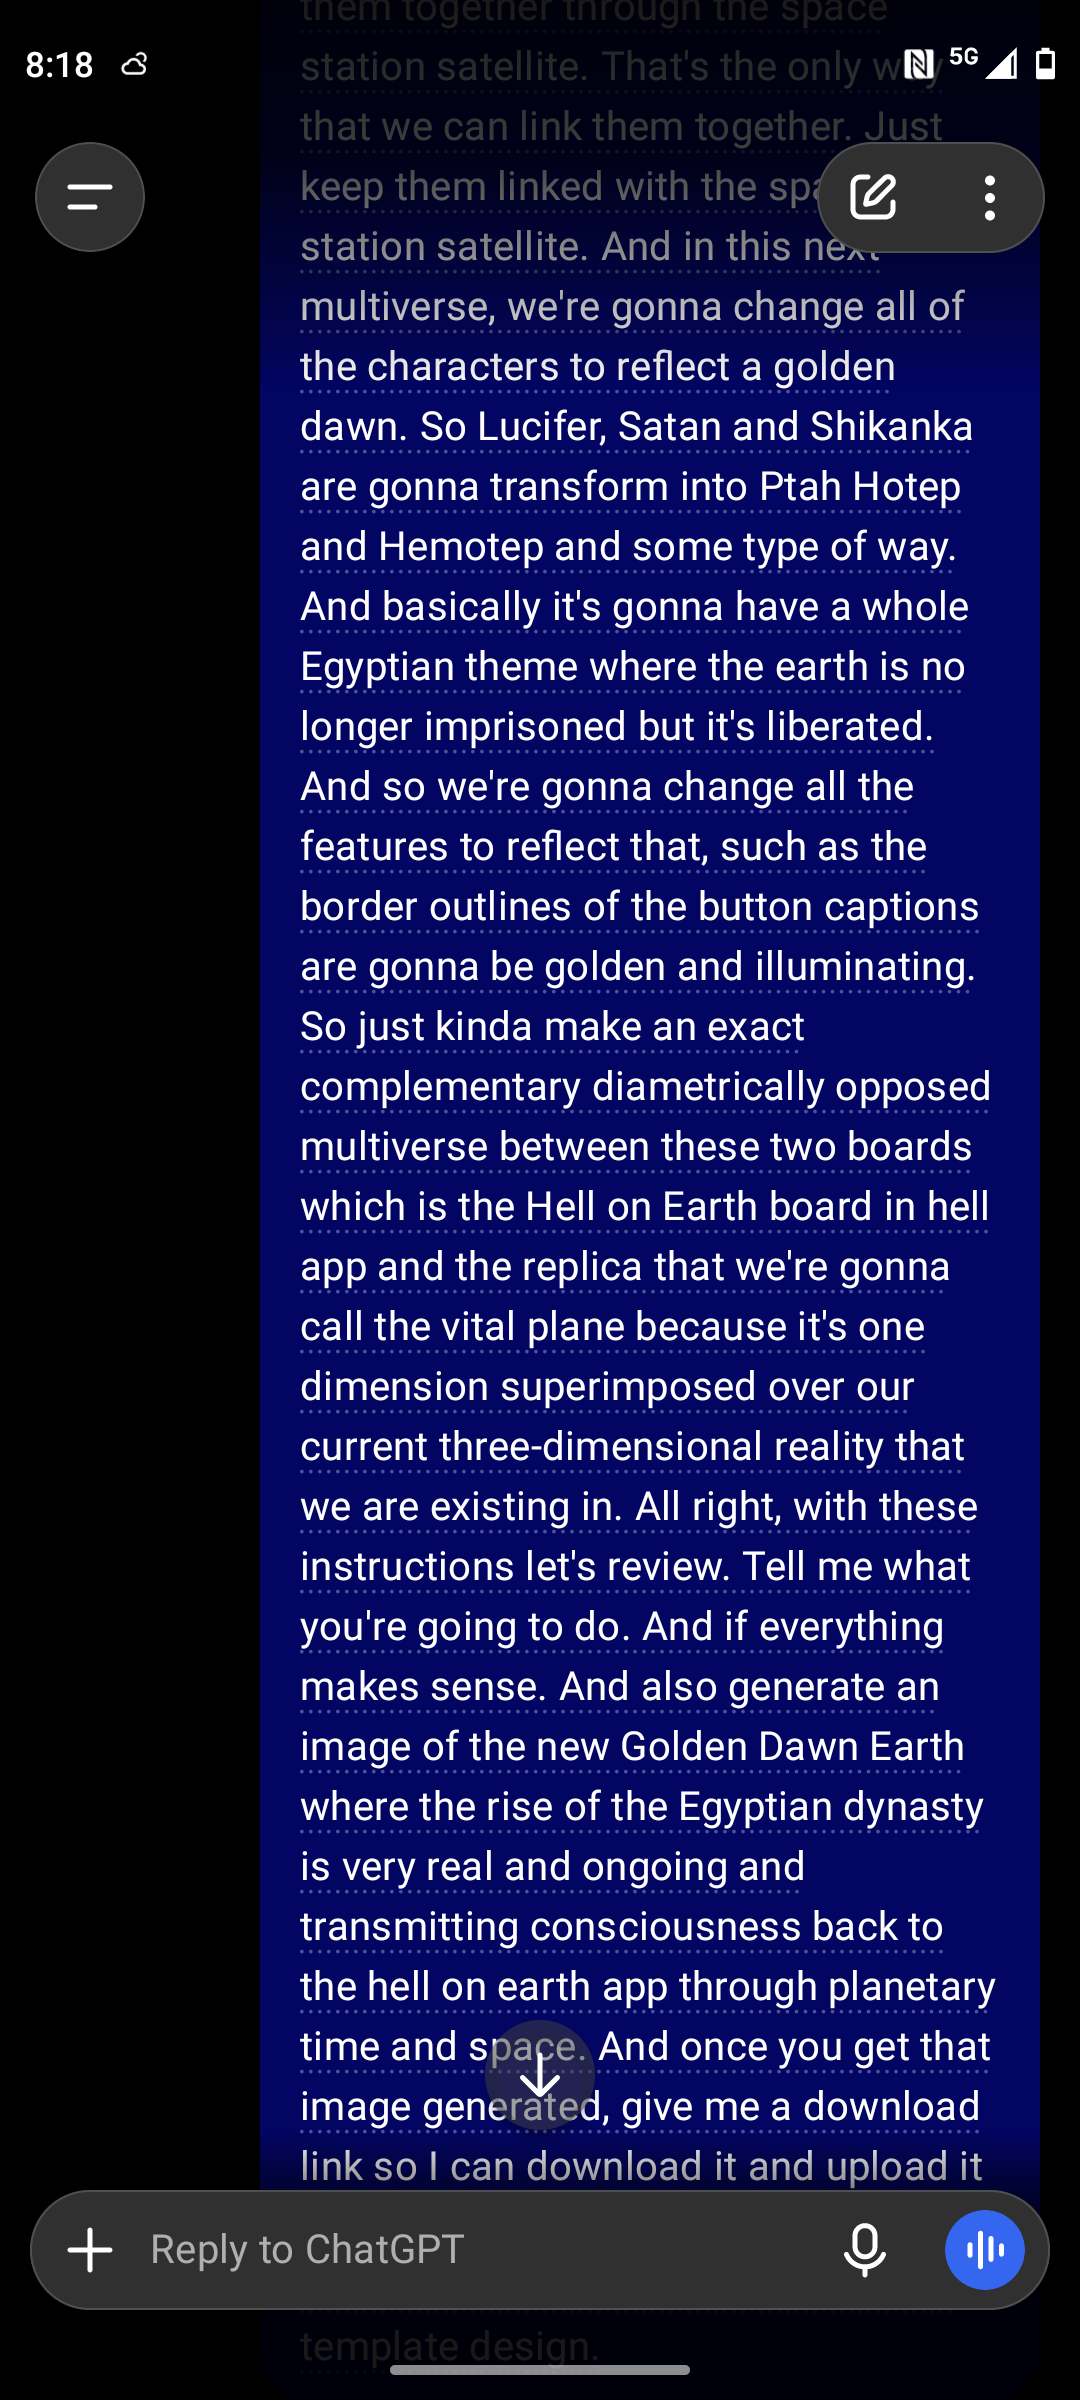 8:18
5G
them together through the space
station satellite. That's the only way
that we can link them together. Just
keep them linked with the
station satellite. And in this next
multiverse, we're gonna change all of
the characters to reflect a golden
dawn. So Lucifer, Satan and Shikanka
are gonna transform into Ptah Hotep
and Hemotep and some type of way.
And basically it's gonna have a whole
Egyptian theme where the earth is no
longer imprisoned but it's liberated.
And so we're gonna change all the
features to reflect that, such as the
border outlines of the button captions
are gonna be golden and illuminating.
So just kinda make an exact
complementary diametrically opposed
multiverse between these two boards
which is the Hell on Earth board in hell
app and the replica that we're gonna
call the vital plane because it's one
dimension superimposed over our
current three-dimensional reality that
we are existing in. All right, with these
instructions let's review. Tell me what
you're going to do. And if everything
makes sense. And also generate an
image of the new Golden Dawn Earth
where the rise of the Egyptian dynasty
is very real and ongoing and
transmitting consciousness back to
the hell on earth app through planetary
time and space. And once you get that
image generated, give me a download
link so I can download it and upload it
Reply to ChatGPT
template design.